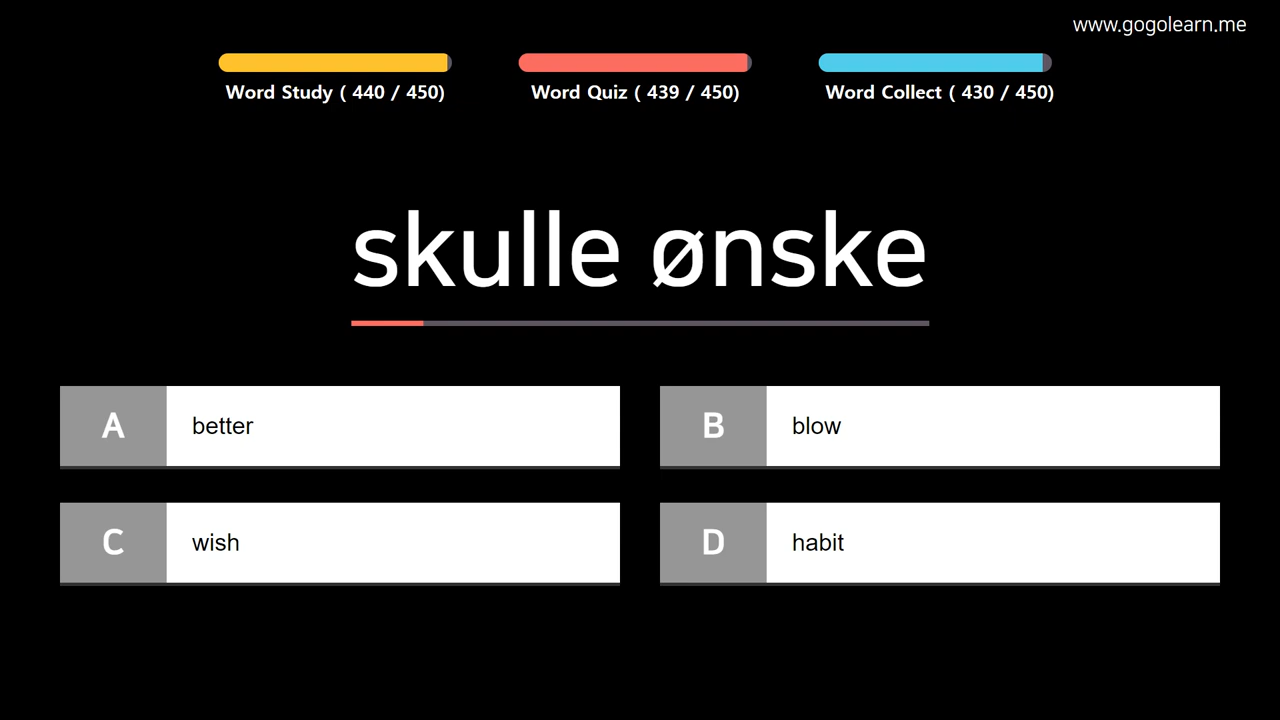 www.gogolearn.me
Word Study ( 440 / 450)
Word Quiz ( 439 / 450)
Word Collect ( 430 / 450)
skulle ønske
A better
B blow
C wish
D habit